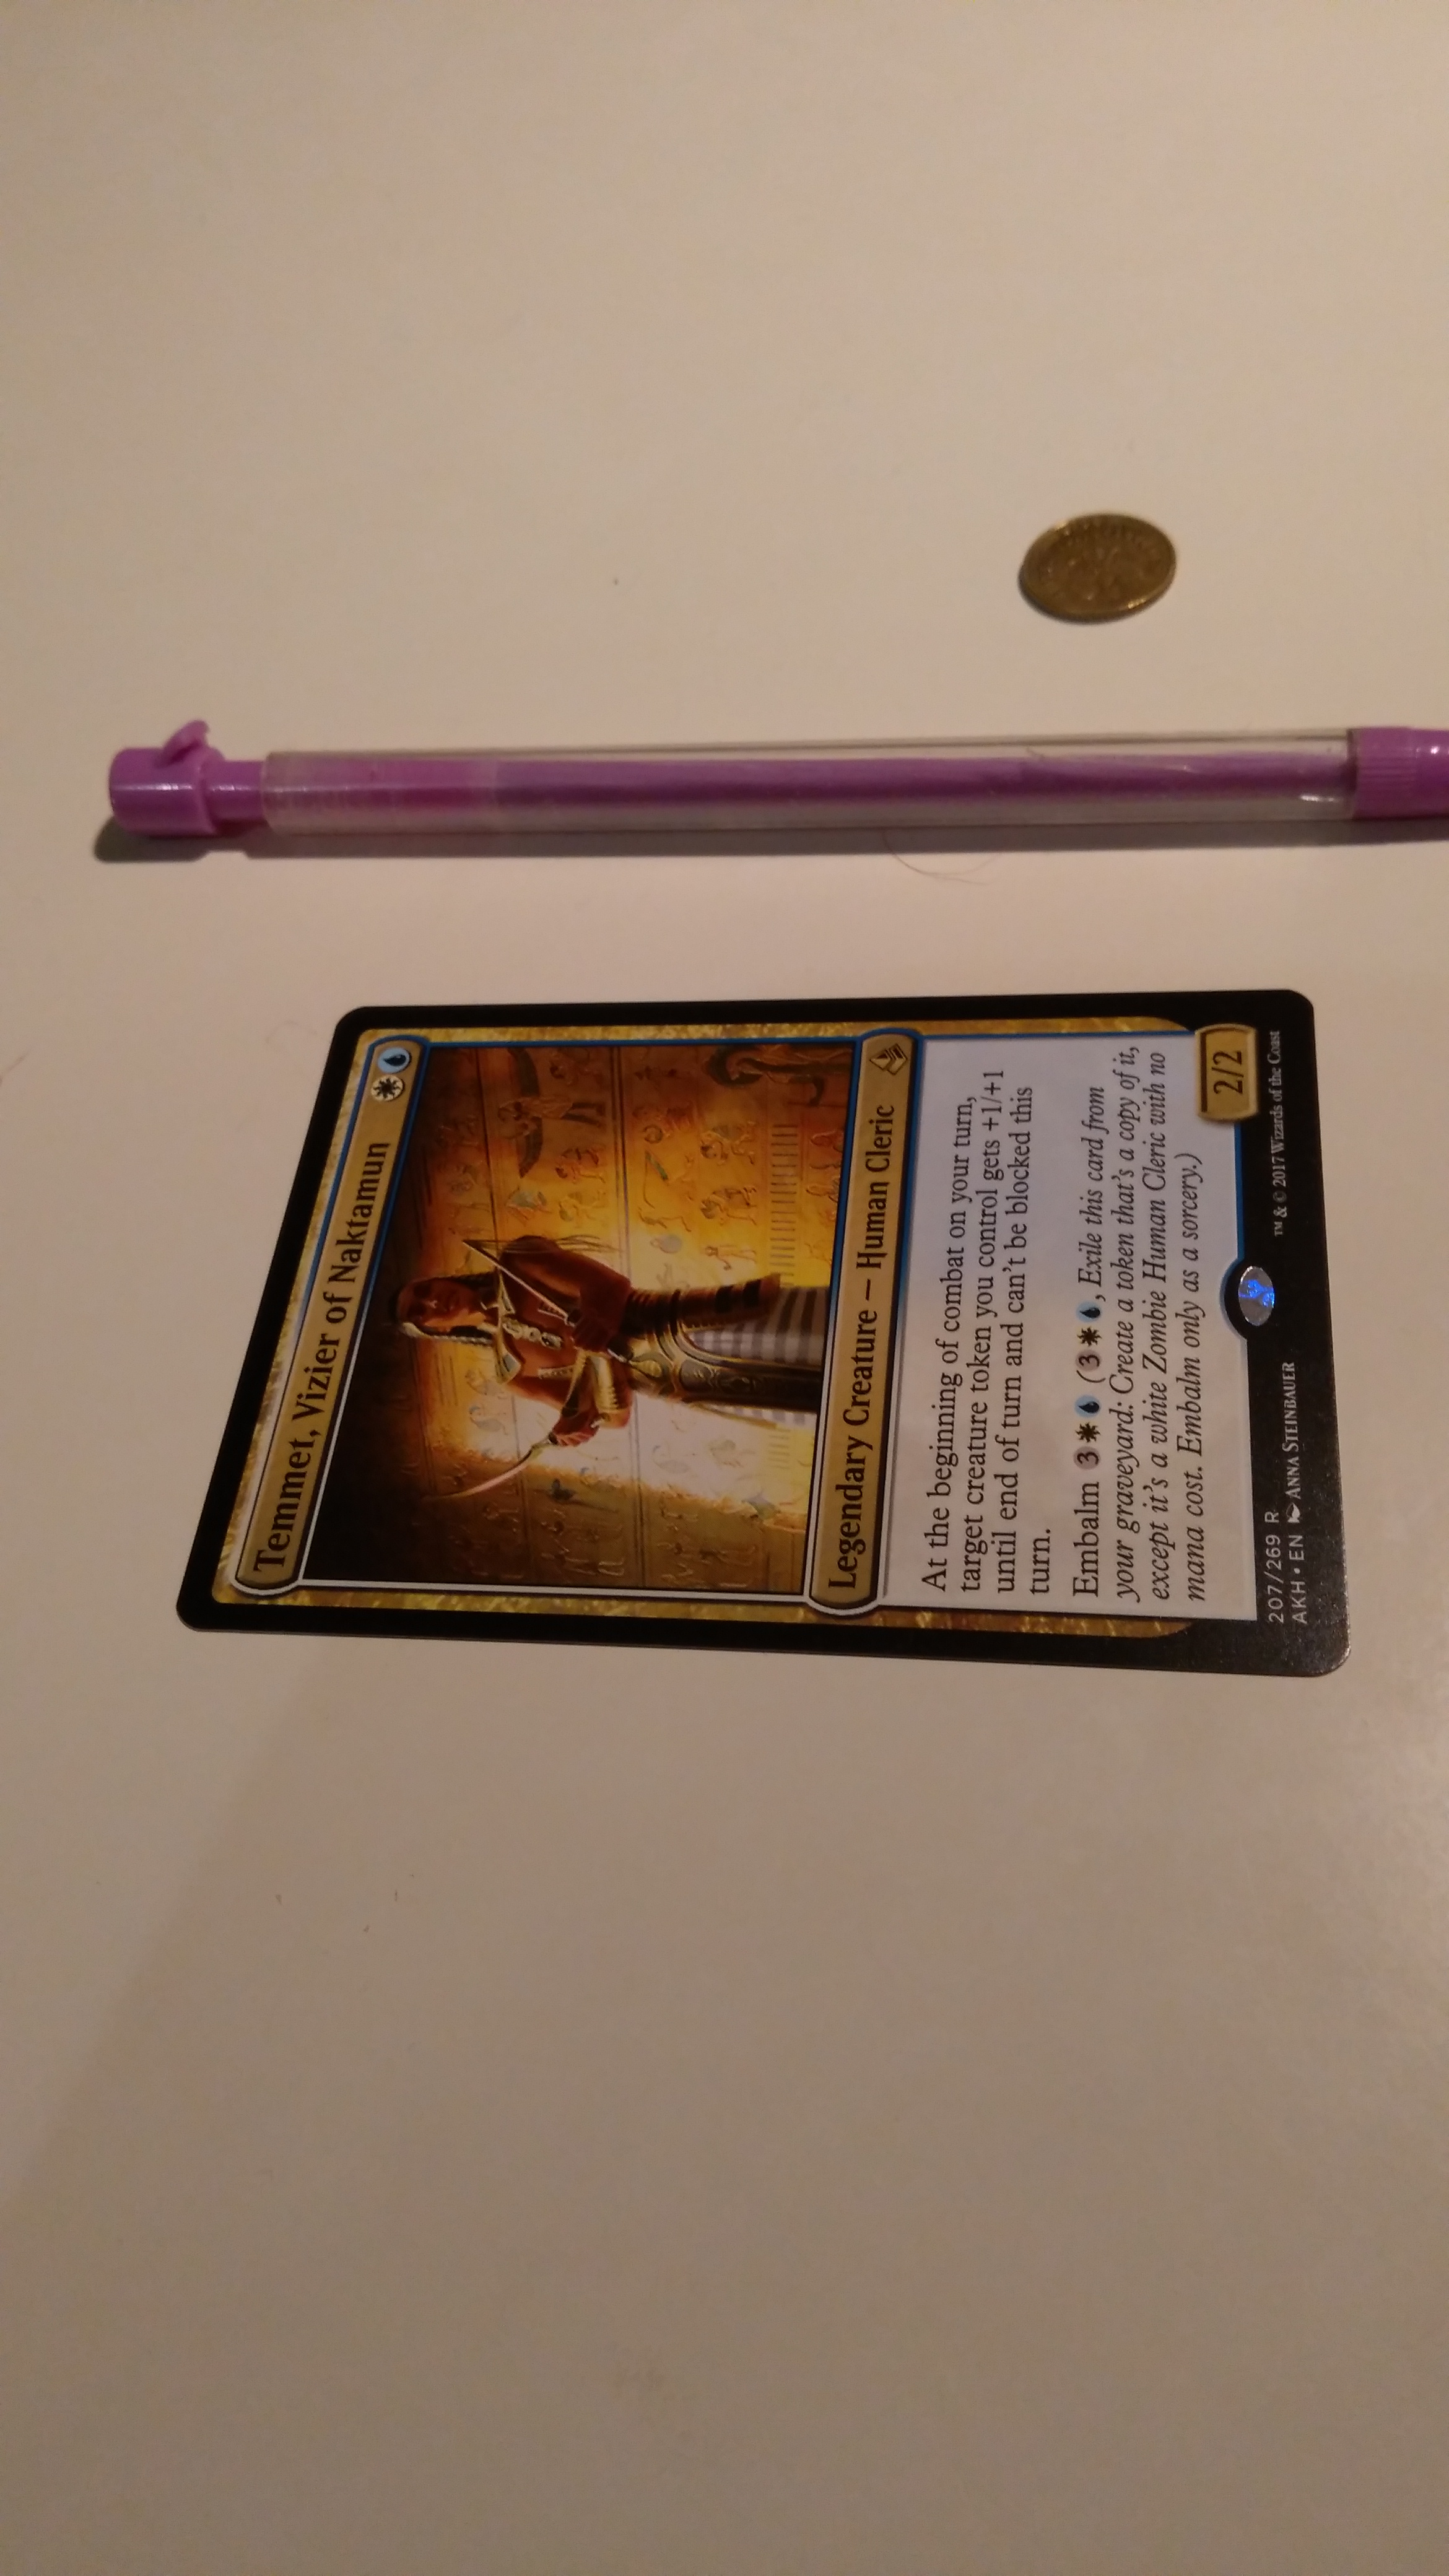 Temmet, Vizier of Naktamun
Legendary Creature – Human Cleric
At the beginning of combat on your turn,
target creature token you control gets +1/+1
until end of turn and can't be blocked this
turn.
Embalm 3 (3, Exile this card from
your graveyard: Create a token that's a copy of it,
except it's a white Zombie Human Cleric with no
mana cost. Embalm only as a sorcery.)
2/2
207/269 R
AKH • EN ANNA STEINBAUER
™ & © 2017 Wizards of the Coast